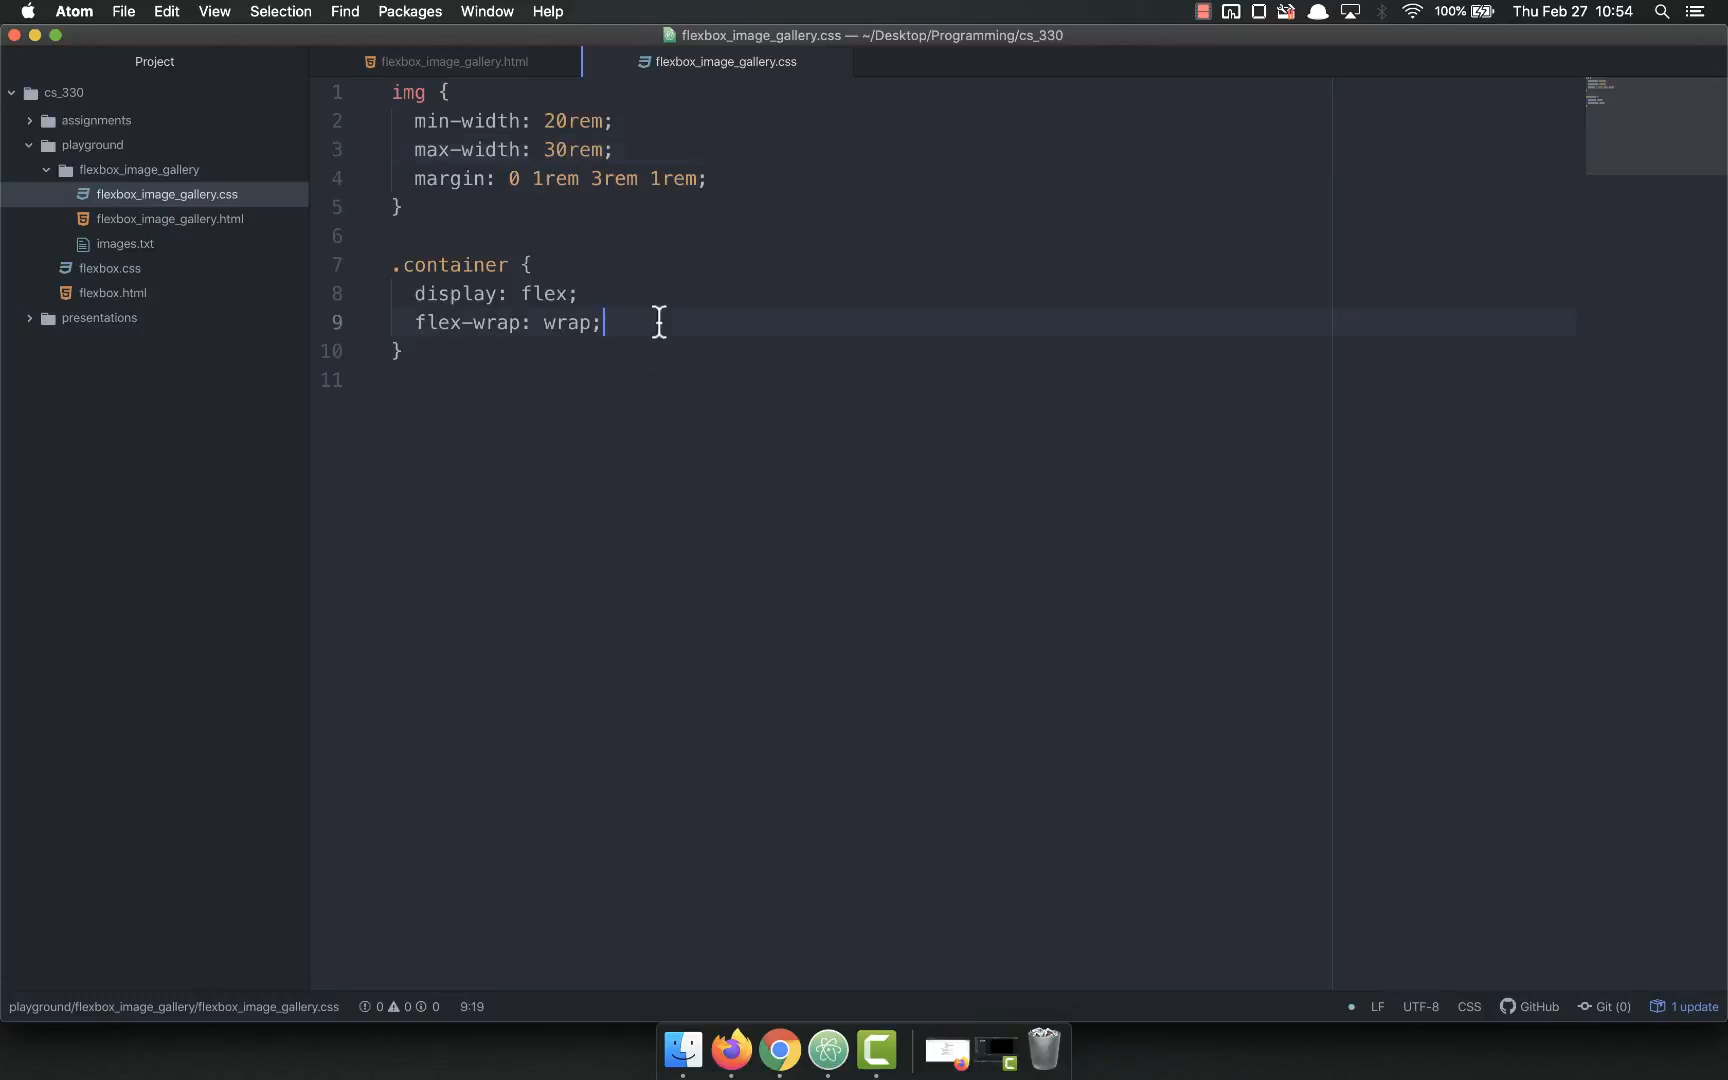 Atom File Edit View Selection Find Packages Window Help 100% Thu Feb 27 10:54
flexbox_image_gallery.css — ~/Desktop/Programming/cs_330
Project
flexbox_image_gallery.html
flexbox_image_gallery.css
cs_330
assignments
playground
flexbox_image_gallery
flexbox_image_gallery.css
flexbox_image_gallery.html
images.txt
flexbox.css
flexbox.html
presentations
1 img {
2 min-width: 20rem;
3 max-width: 30rem;
4 margin: 0 1rem 3rem 1rem;
5 }
6
7 .container {
8 display: flex;
9 flex-wrap: wrap;
10 }
11
playground/flexbox_image_gallery/flexbox_image_gallery.css 0 0 0 9:19 LF UTF-8 CSS GitHub Git (0) 1 update